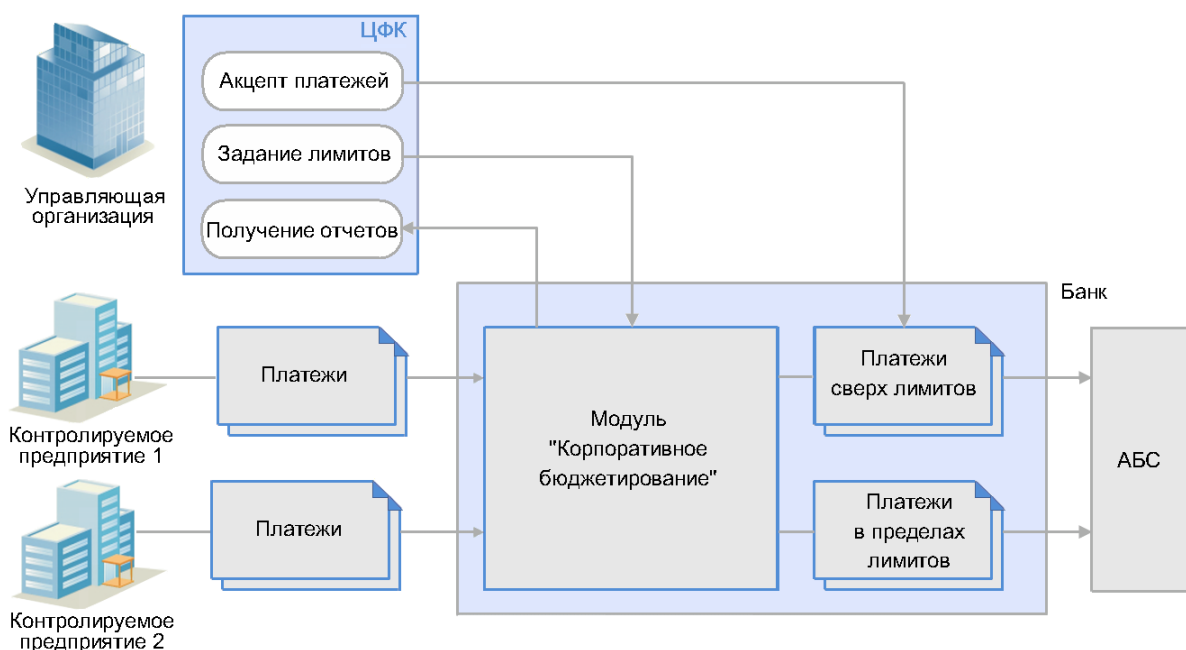 ЦФК
Акцепт платежей
Задание лимитов
Получение отчетов
Управляющая
организация
Банк
Контролируемое
предприятие 1
Платежи
Модуль
"Корпоративное
бюджетирование"
Платежи
сверх лимитов
АБС
Контролируемое
предприятие 2
Платежи
Платежи
в пределах
лимитов